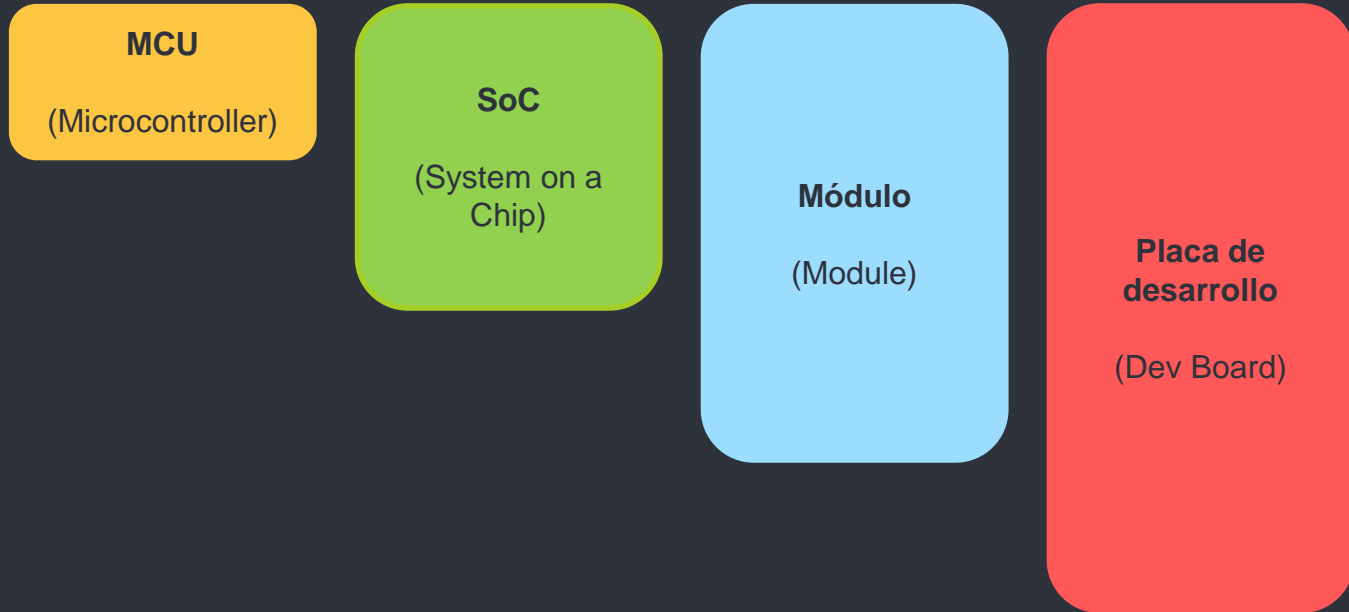 MCU
(Microcontroller)
SoC
(System on a
Chip)
Módulo
(Module)
Placa de
desarrollo
(Dev Board)